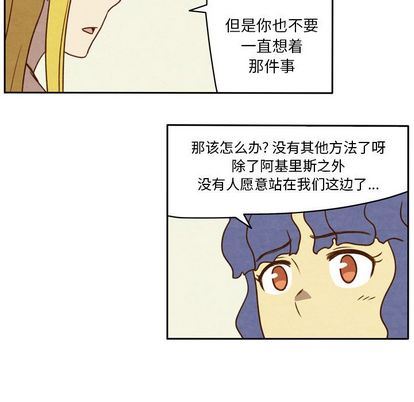 但是你也不要
一直想着
那件事
那该怎么办? 没有其他方法了呀
除了阿基里斯之外
没有人愿意站在我们这边了...